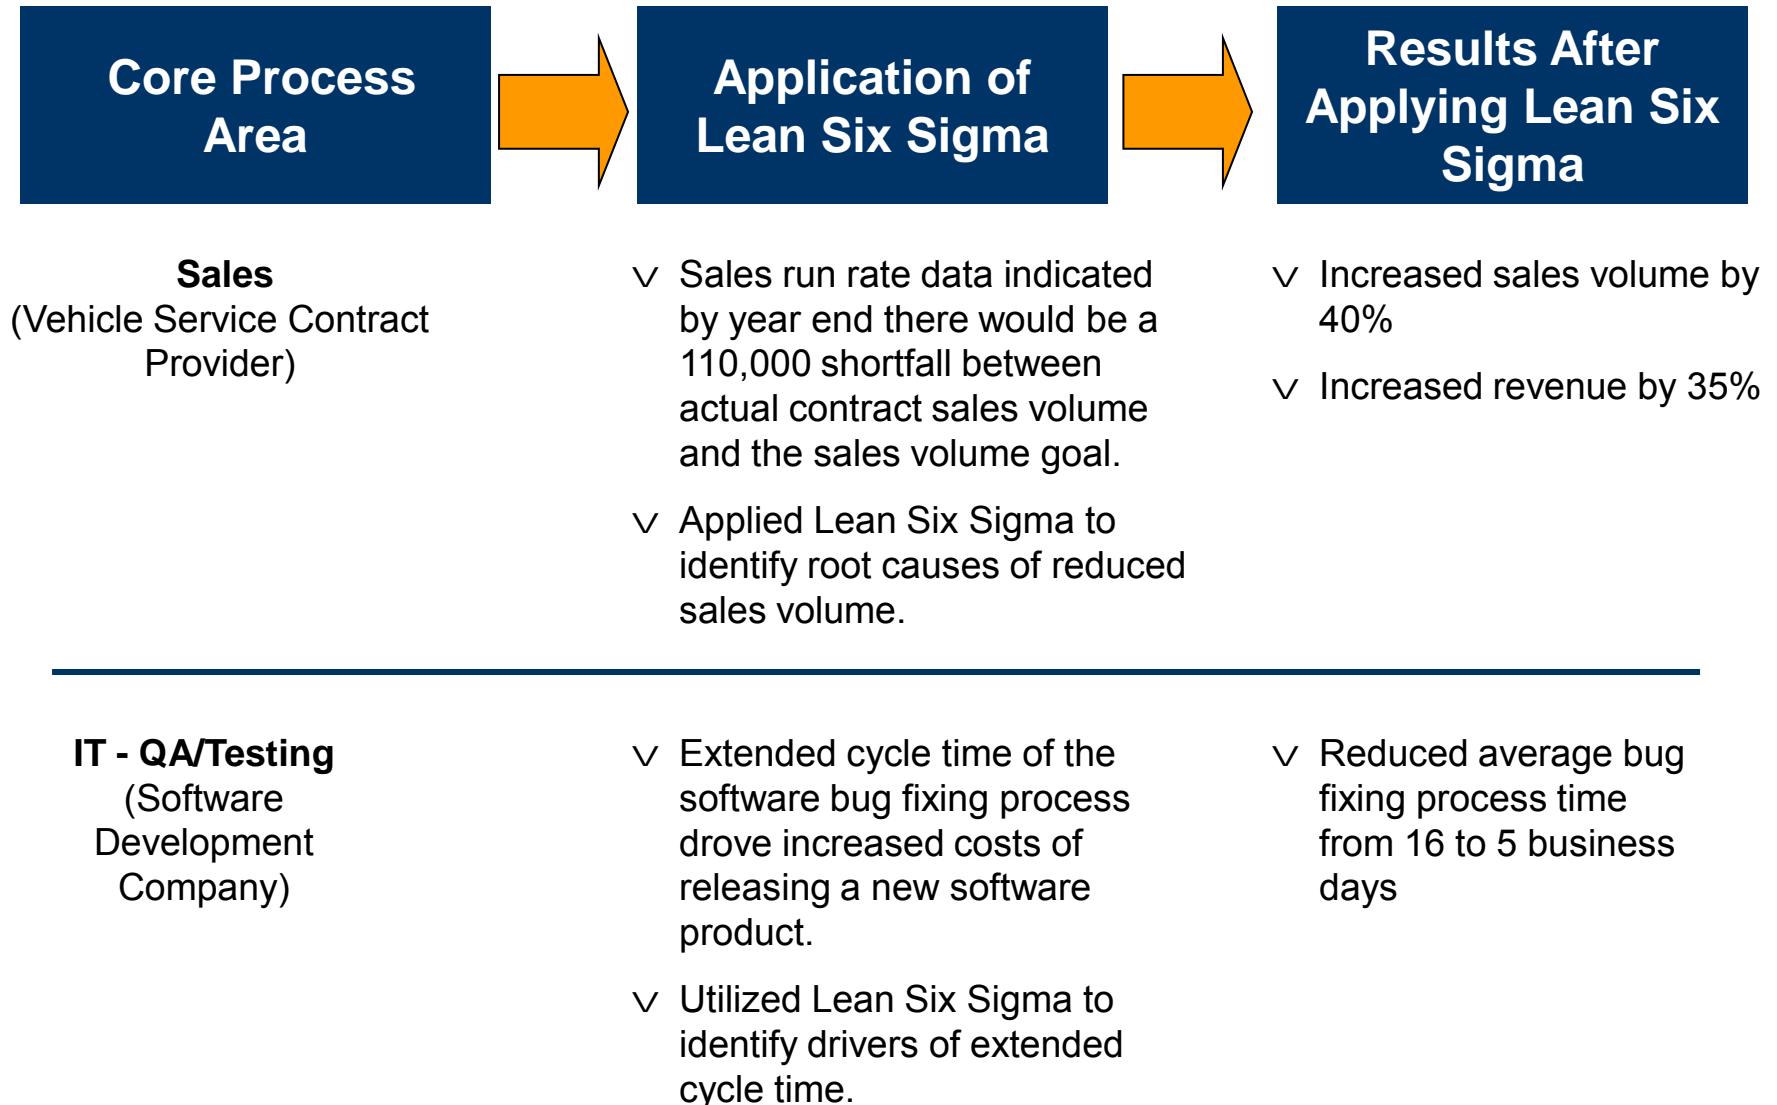 Core Process
Area
Application of
Lean Six Sigma
Results After
Applying Lean Six
Sigma
Sales
(Vehicle Service Contract
Provider)
v Sales run rate data indicated
by year end there would be a
110,000 shortfall between
actual contract sales volume
and the sales volume goal.
v Applied Lean Six Sigma to
identify root causes of reduced
sales volume.
v Increased sales volume by
40%
v Increased revenue by 35%
IT - QA/Testing
(Software
Development
Company)
v Extended cycle time of the
software bug fixing process
drove increased costs of
releasing a new software
product.
v Utilized Lean Six Sigma to
identify drivers of extended
cycle time.
v Reduced average bug
fixing process time
from 16 to 5 business
days